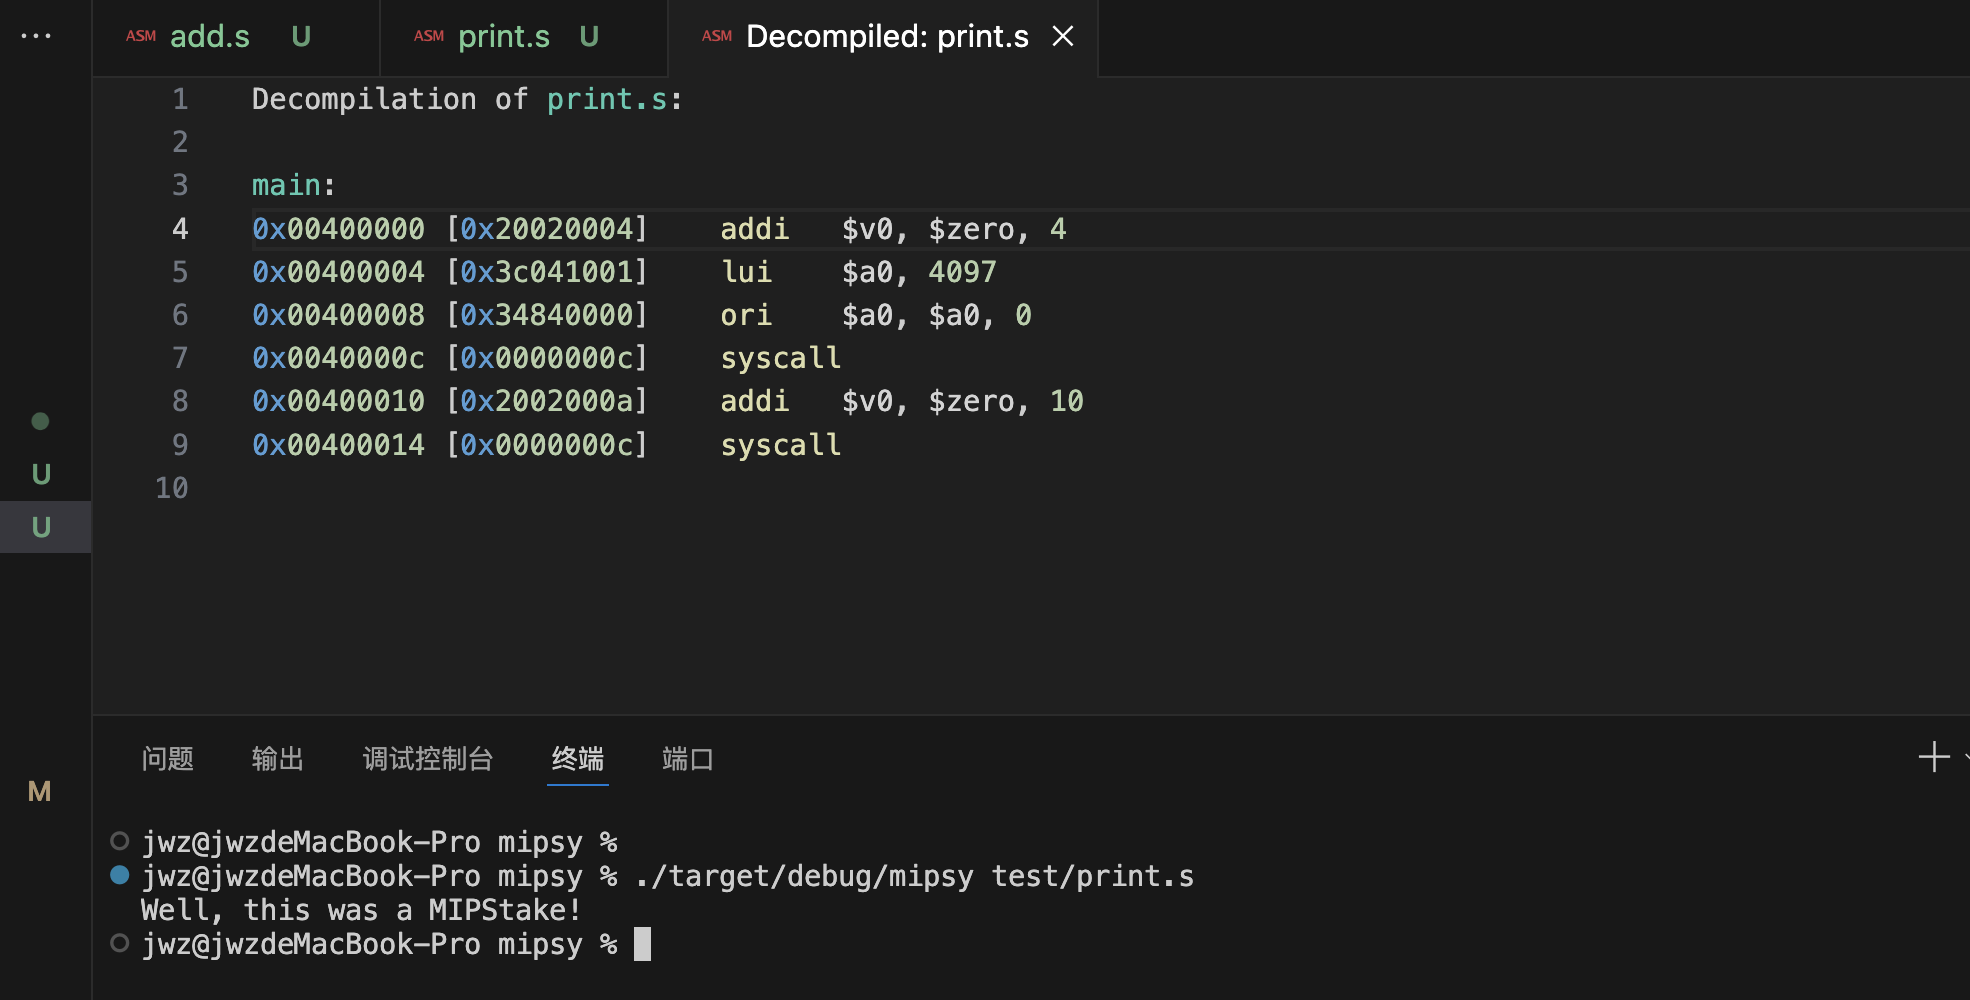 ... ASM add.s U ASM print.s U ASM Decompiled: print.s
1 Decompilation of print.s:
2
3 main:
4 0x00400000 [0x20020004] addi $v0, $zero, 4
5 0x00400004 [0x3c041001] lui $a0, 4097
6 0x00400008 [0x34840000] ori $a0, $a0, 0
7 0x0040000c [0x0000000c] syscall
8 0x00400010 [0x2002000a] addi $v0, $zero, 10
9 0x00400014 [0x0000000c] syscall
10
U
U
M
问题 输出 调试控制台 终端 端口
jwz@jwzdeMacBook-Pro mipsy %
jwz@jwzdeMacBook-Pro mipsy % ./target/debug/mipsy test/print.s
Well, this was a MIPStake!
jwz@jwzdeMacBook-Pro mipsy %